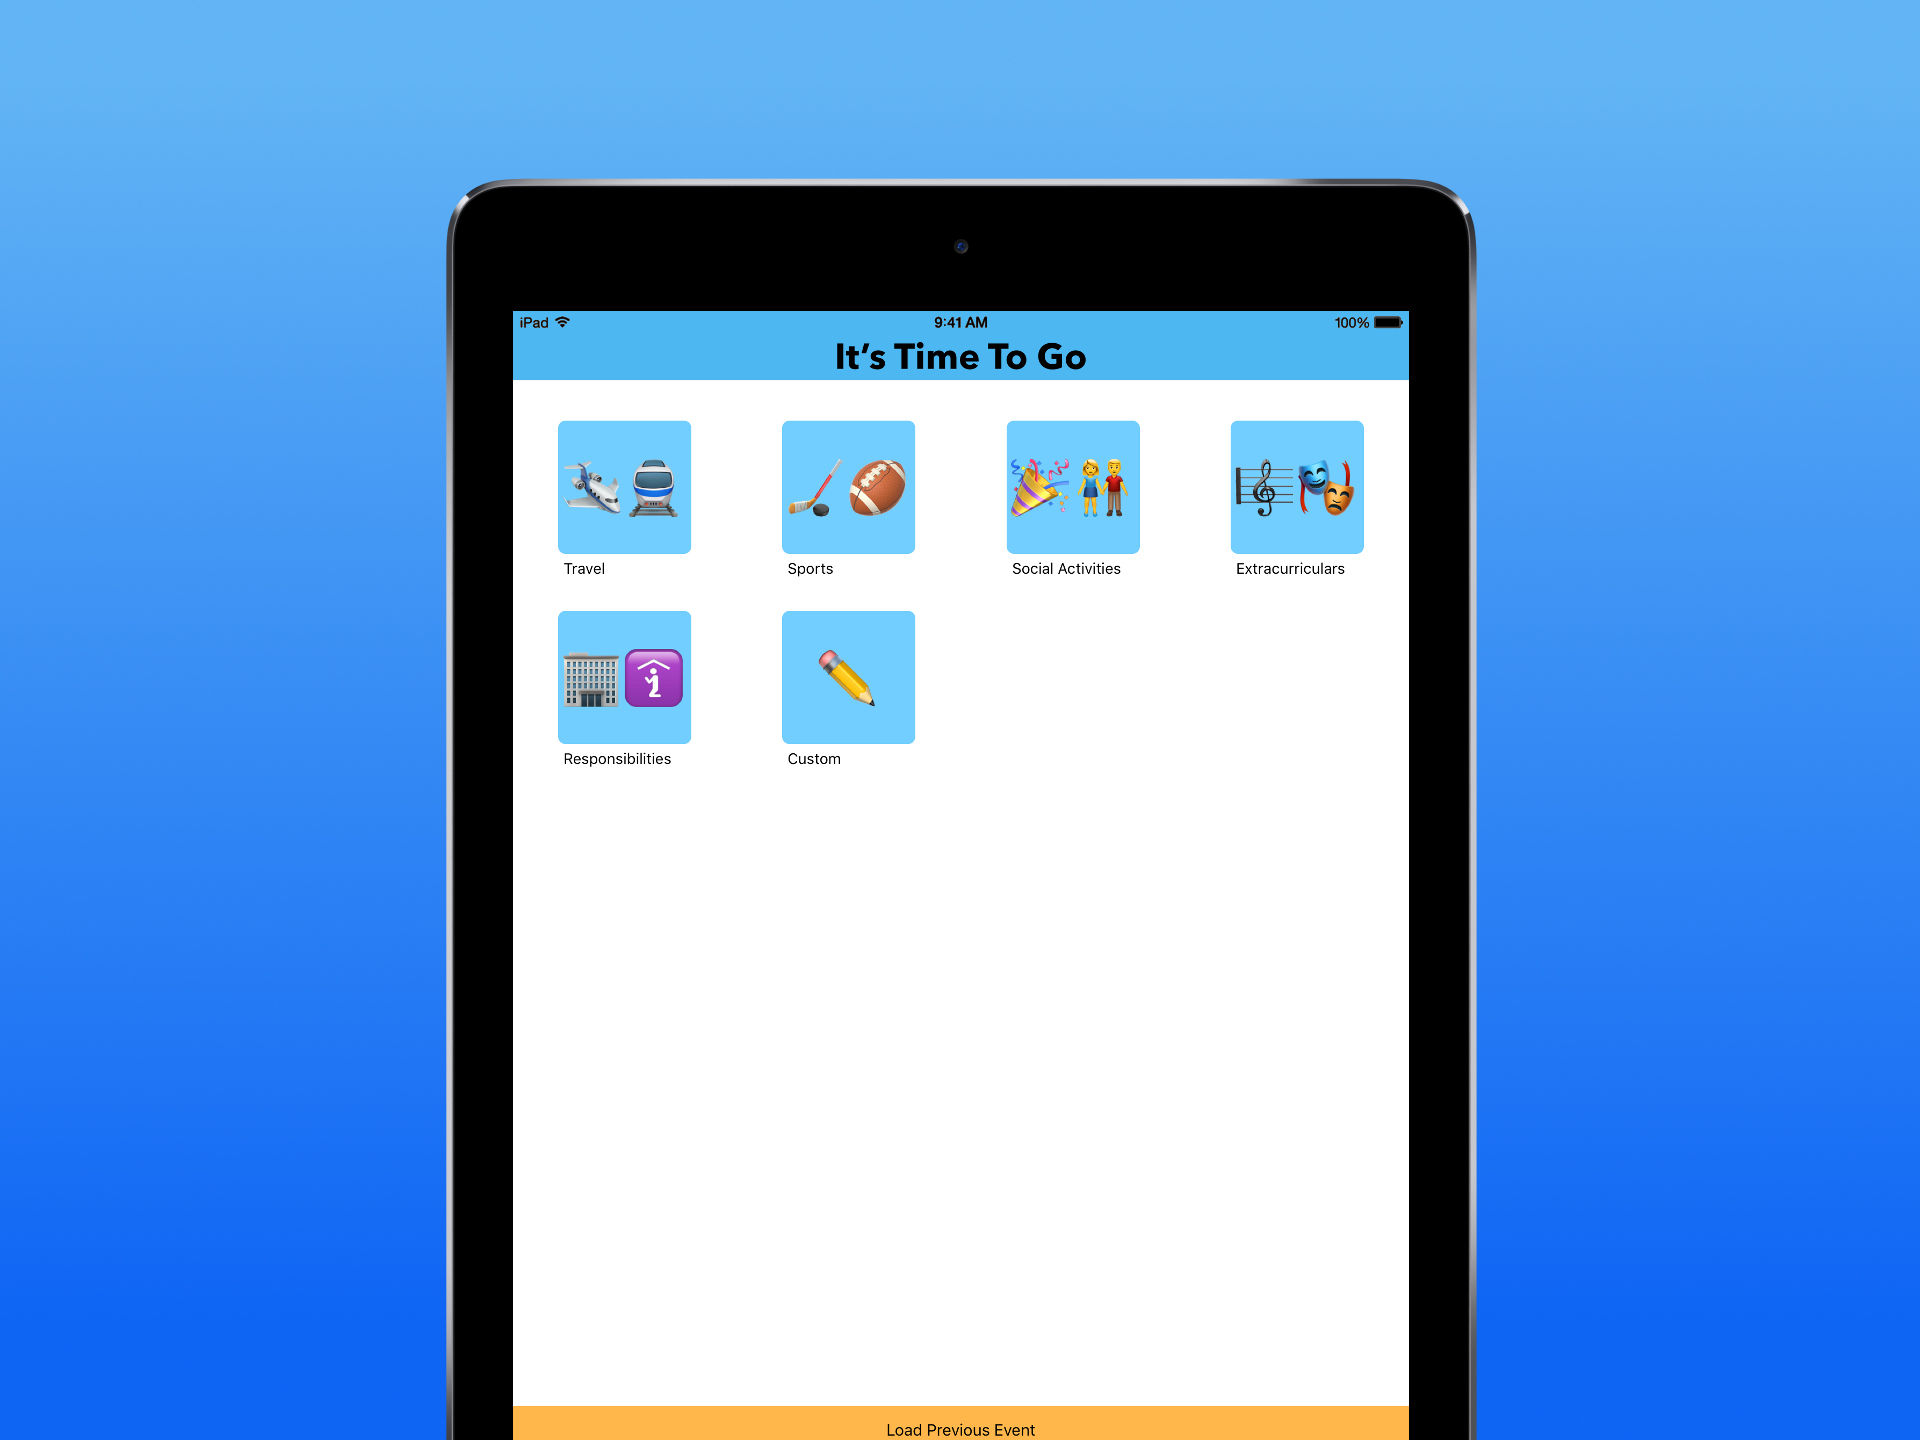 iPad 9:41 AM 100%
It's Time To Go
Travel Sports Social Activities Extracurriculars
Responsibilities Custom
Load Previous Event